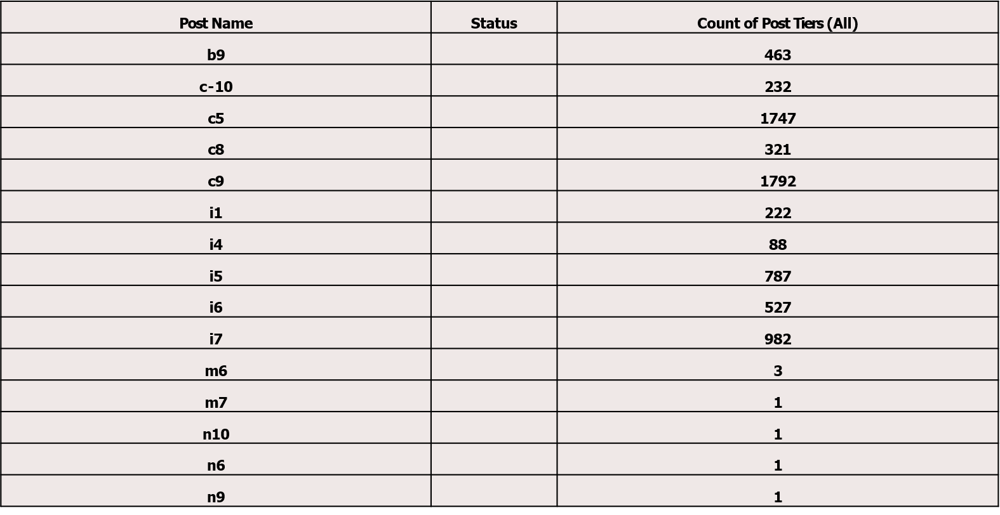 Post Name Status Count of Post Tiers (All)
b9 463
c-10 232
c5 1747
c8 321
c9 1792
i1 222
i4 88
i5 787
i6 527
i7 982
m6 3
m7 1
n10 1
n6 1
n9 1